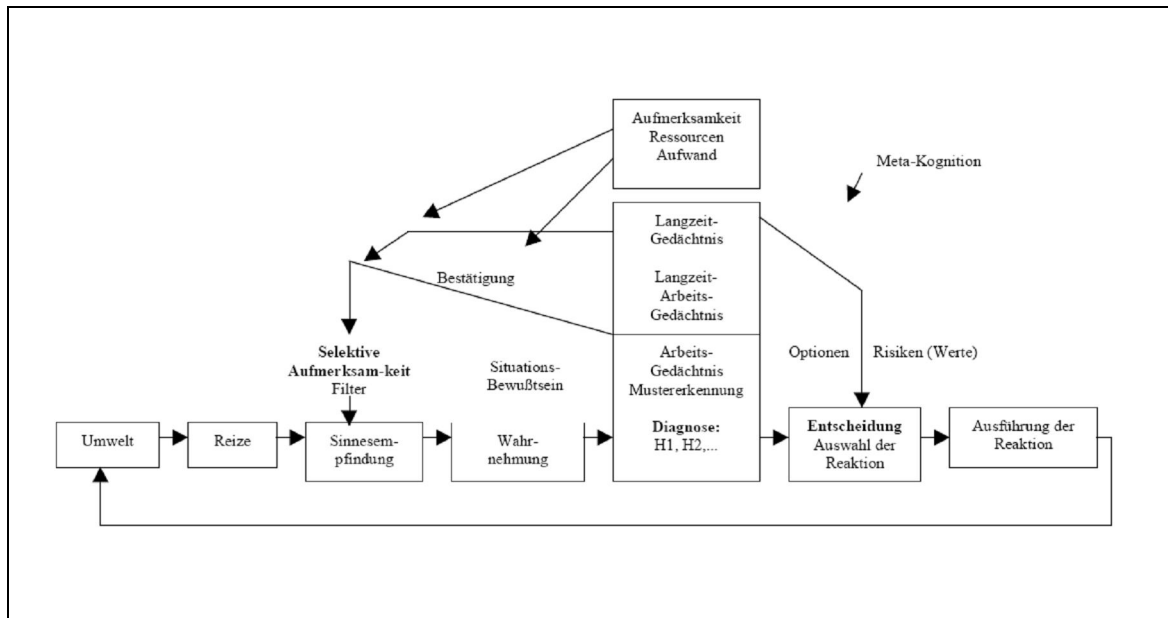 Aufmerksamkeit
Ressourcen
Aufwand
Meta-Kognition
Langzeit-
Gedächtnis
Langzeit-
Arbeits-
Gedächtnis
Bestätigung
Selektive
Aufmerksam-keit
Filter
Situations-
Bewußtsein
Arbeits-
Gedächtnis
Mustererkennung
Diagnose:
H1, H2,...
Optionen
Risiken (Werte)
Umwelt
Reize
Sinnesem-
pfindung
Wahr-
nehmung
Entscheidung
Auswahl der
Reaktion
Ausführung der
Reaktion